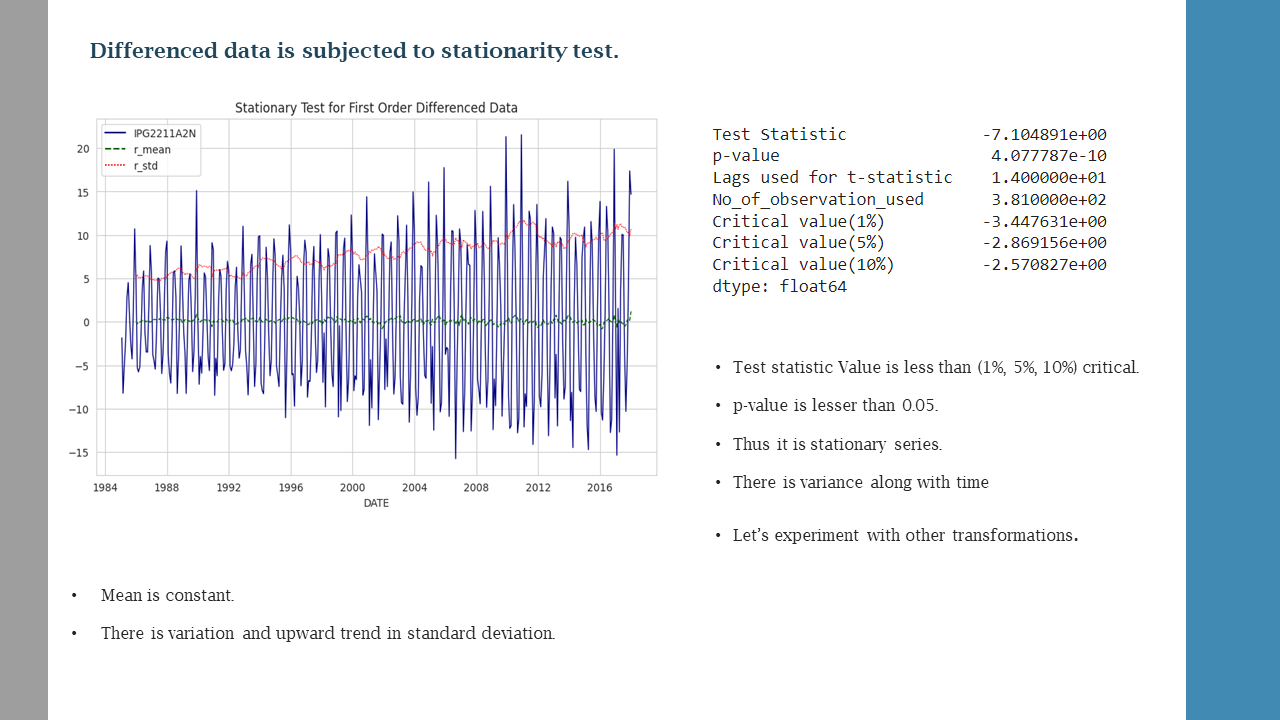 Differenced data is subjected to stationarity test.
Stationary Test for First Order Differenced Data
IPG2211A2N
r_mean
r_std
20
15
10
5
0
−5
−10
−15
1984 1988 1992 1996 2000 2004 2008 2012 2016
DATE
Test Statistic -7.104891e+00
p-value 4.077787e-10
Lags used for t-statistic 1.400000e+01
No_of_observation_used 3.810000e+02
Critical value(1%) -3.447631e+00
Critical value(5%) -2.869156e+00
Critical value(10%) -2.570827e+00
dtype: float64
• Test statistic Value is less than (1%, 5%, 10%) critical.
• p-value is lesser than 0.05.
• Thus it is stationary series.
• There is variance along with time
• Let’s experiment with other transformations.
• Mean is constant.
• There is variation and upward trend in standard deviation.